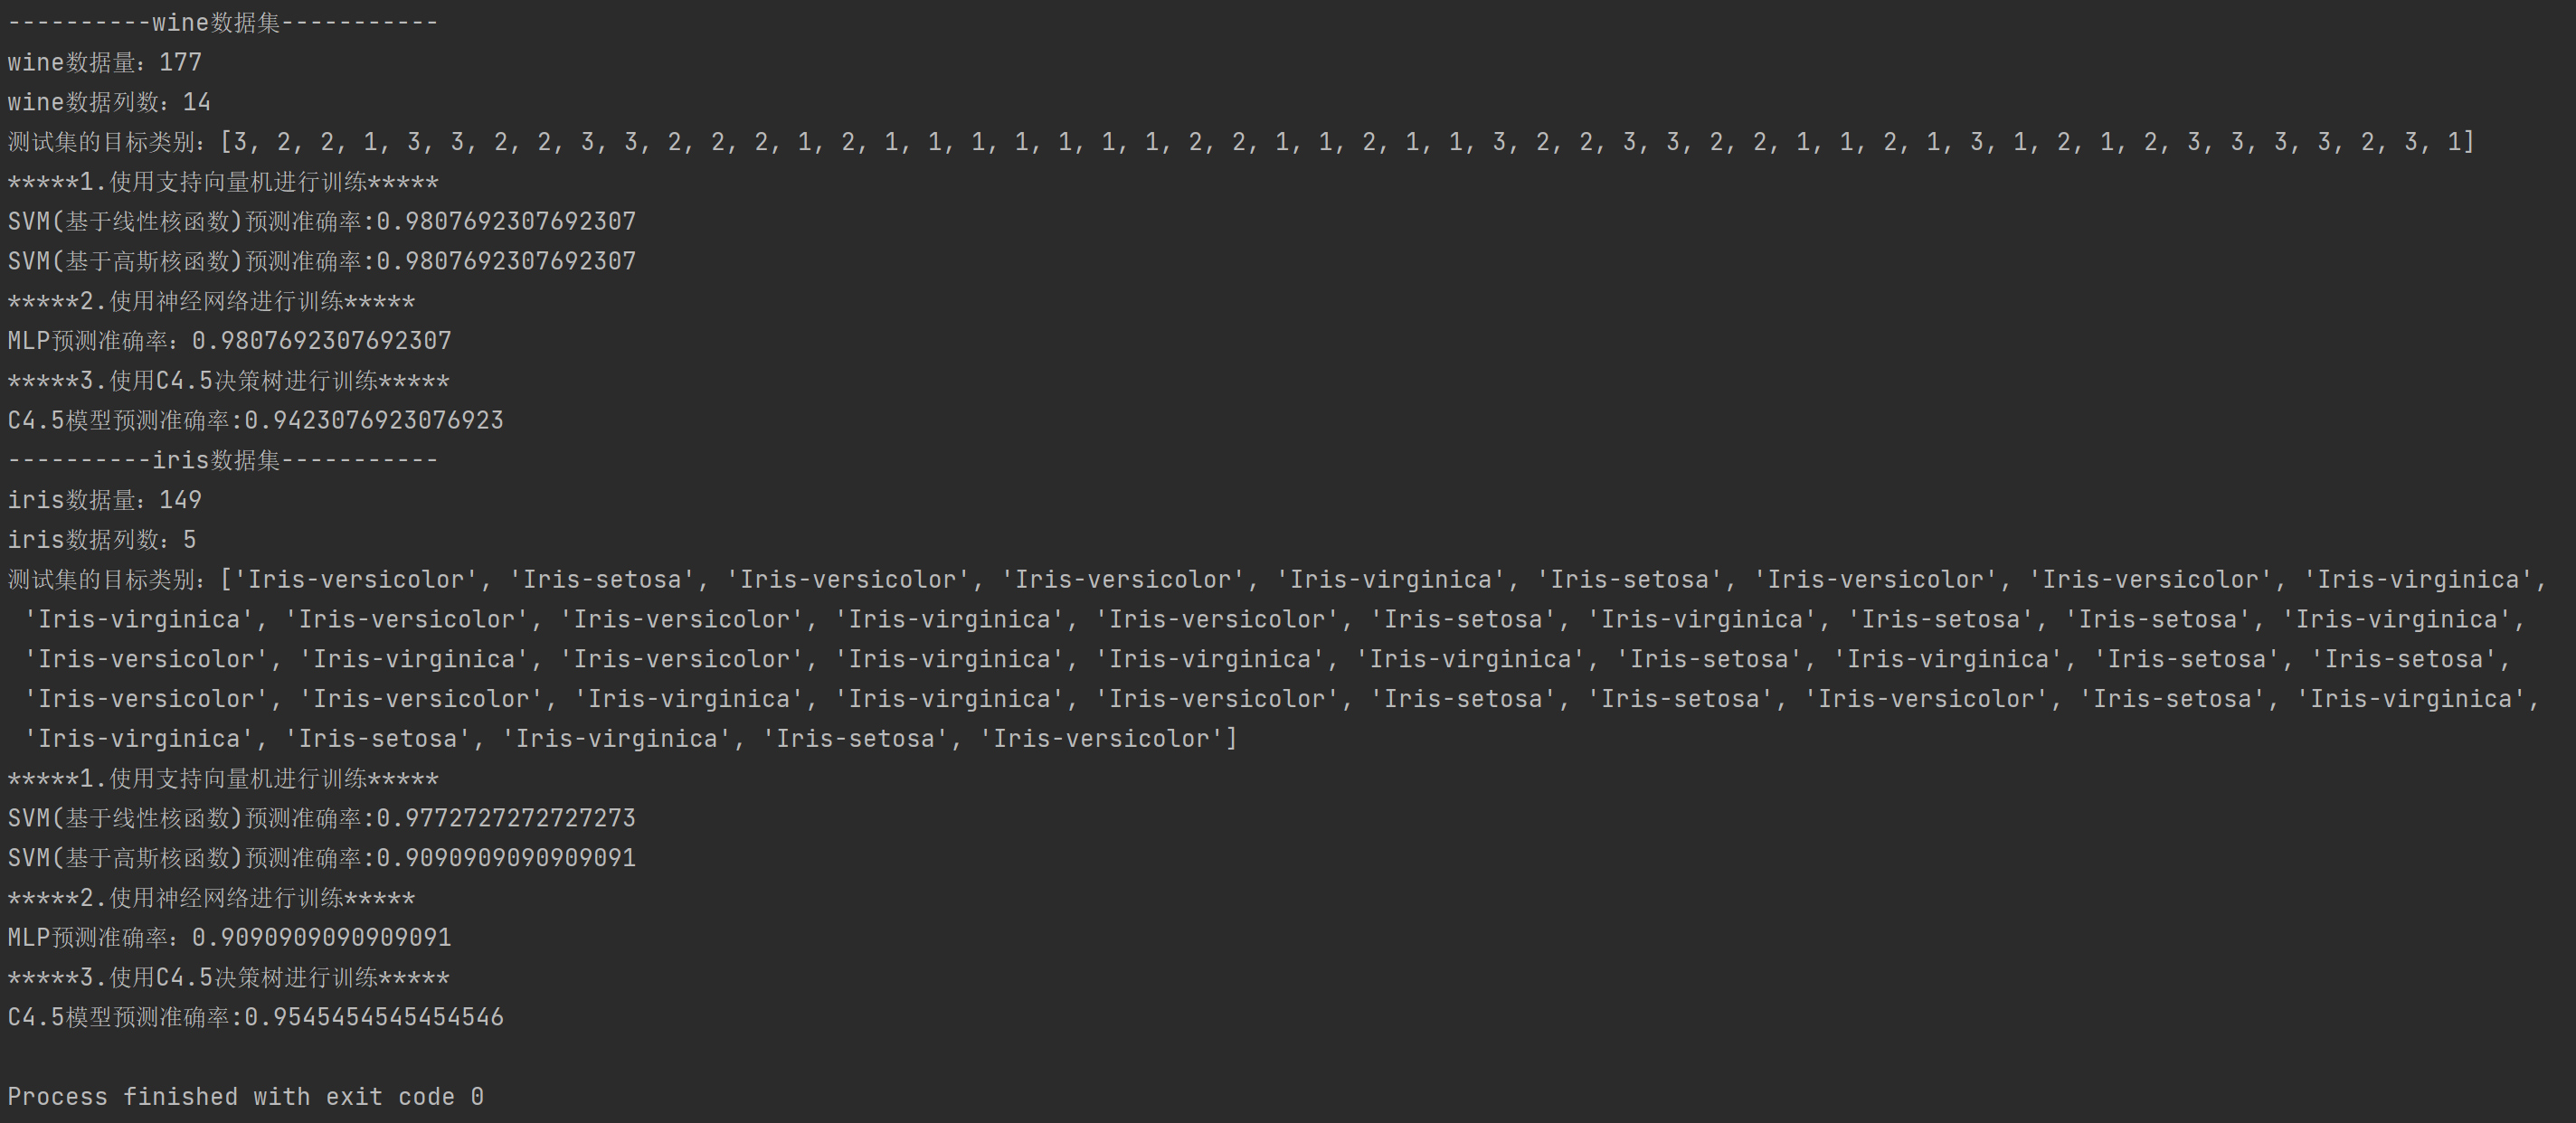 ----------wine数据集-----------
wine数据量：177
wine数据列数：14
测试集的目标类别：[3, 2, 2, 1, 3, 3, 2, 2, 3, 3, 2, 2, 2, 1, 2, 1, 1, 1, 1, 1, 1, 1, 2, 2, 1, 1, 2, 1, 1, 3, 2, 2, 3, 3, 2, 2, 1, 1, 2, 1, 3, 1, 2, 1, 2, 3, 3, 3, 3, 2, 3, 1]
*****1.使用支持向量机进行训练*****
SVM(基于线性核函数)预测准确率:0.9807692307692307
SVM(基于高斯核函数)预测准确率:0.9807692307692307
*****2.使用神经网络进行训练*****
MLP预测准确率：0.9807692307692307
*****3.使用C4.5决策树进行训练*****
C4.5模型预测准确率:0.9423076923076923
----------iris数据集-----------
iris数据量：149
iris数据列数：5
测试集的目标类别：['Iris-versicolor', 'Iris-setosa', 'Iris-versicolor', 'Iris-versicolor', 'Iris-virginica', 'Iris-setosa', 'Iris-versicolor', 'Iris-versicolor', 'Iris-virginica',
'Iris-virginica', 'Iris-versicolor', 'Iris-versicolor', 'Iris-virginica', 'Iris-versicolor', 'Iris-setosa', 'Iris-virginica', 'Iris-setosa', 'Iris-setosa', 'Iris-virginica',
'Iris-versicolor', 'Iris-virginica', 'Iris-versicolor', 'Iris-virginica', 'Iris-virginica', 'Iris-virginica', 'Iris-setosa', 'Iris-virginica', 'Iris-setosa', 'Iris-setosa',
'Iris-versicolor', 'Iris-versicolor', 'Iris-virginica', 'Iris-virginica', 'Iris-versicolor', 'Iris-setosa', 'Iris-setosa', 'Iris-versicolor', 'Iris-setosa', 'Iris-virginica',
'Iris-virginica', 'Iris-setosa', 'Iris-virginica', 'Iris-setosa', 'Iris-versicolor']
*****1.使用支持向量机进行训练*****
SVM(基于线性核函数)预测准确率:0.9772727272727273
SVM(基于高斯核函数)预测准确率:0.9090909090909091
*****2.使用神经网络进行训练*****
MLP预测准确率：0.9090909090909091
*****3.使用C4.5决策树进行训练*****
C4.5模型预测准确率:0.9545454545454546
Process finished with exit code 0